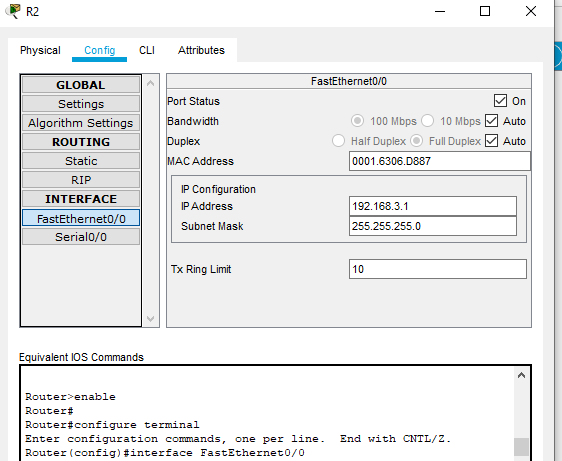 R2
Physical Config CLI Attributes
GLOBAL
Settings
Algorithm Settings
ROUTING
Static
RIP
INTERFACE
FastEthernet0/0
Serial0/0
FastEthernet0/0
Port Status On
Bandwidth 100 Mbps 10 Mbps Auto
Duplex Half Duplex Full Duplex Auto
MAC Address 0001.6306.D887
IP Configuration
IP Address 192.168.3.1
Subnet Mask 255.255.255.0
Tx Ring Limit 10
Equivalent IOS Commands
Router>enable
Router#
Router#configure terminal
Enter configuration commands, one per line.  End with CNTL/Z.
Router(config)#interface FastEthernet0/0